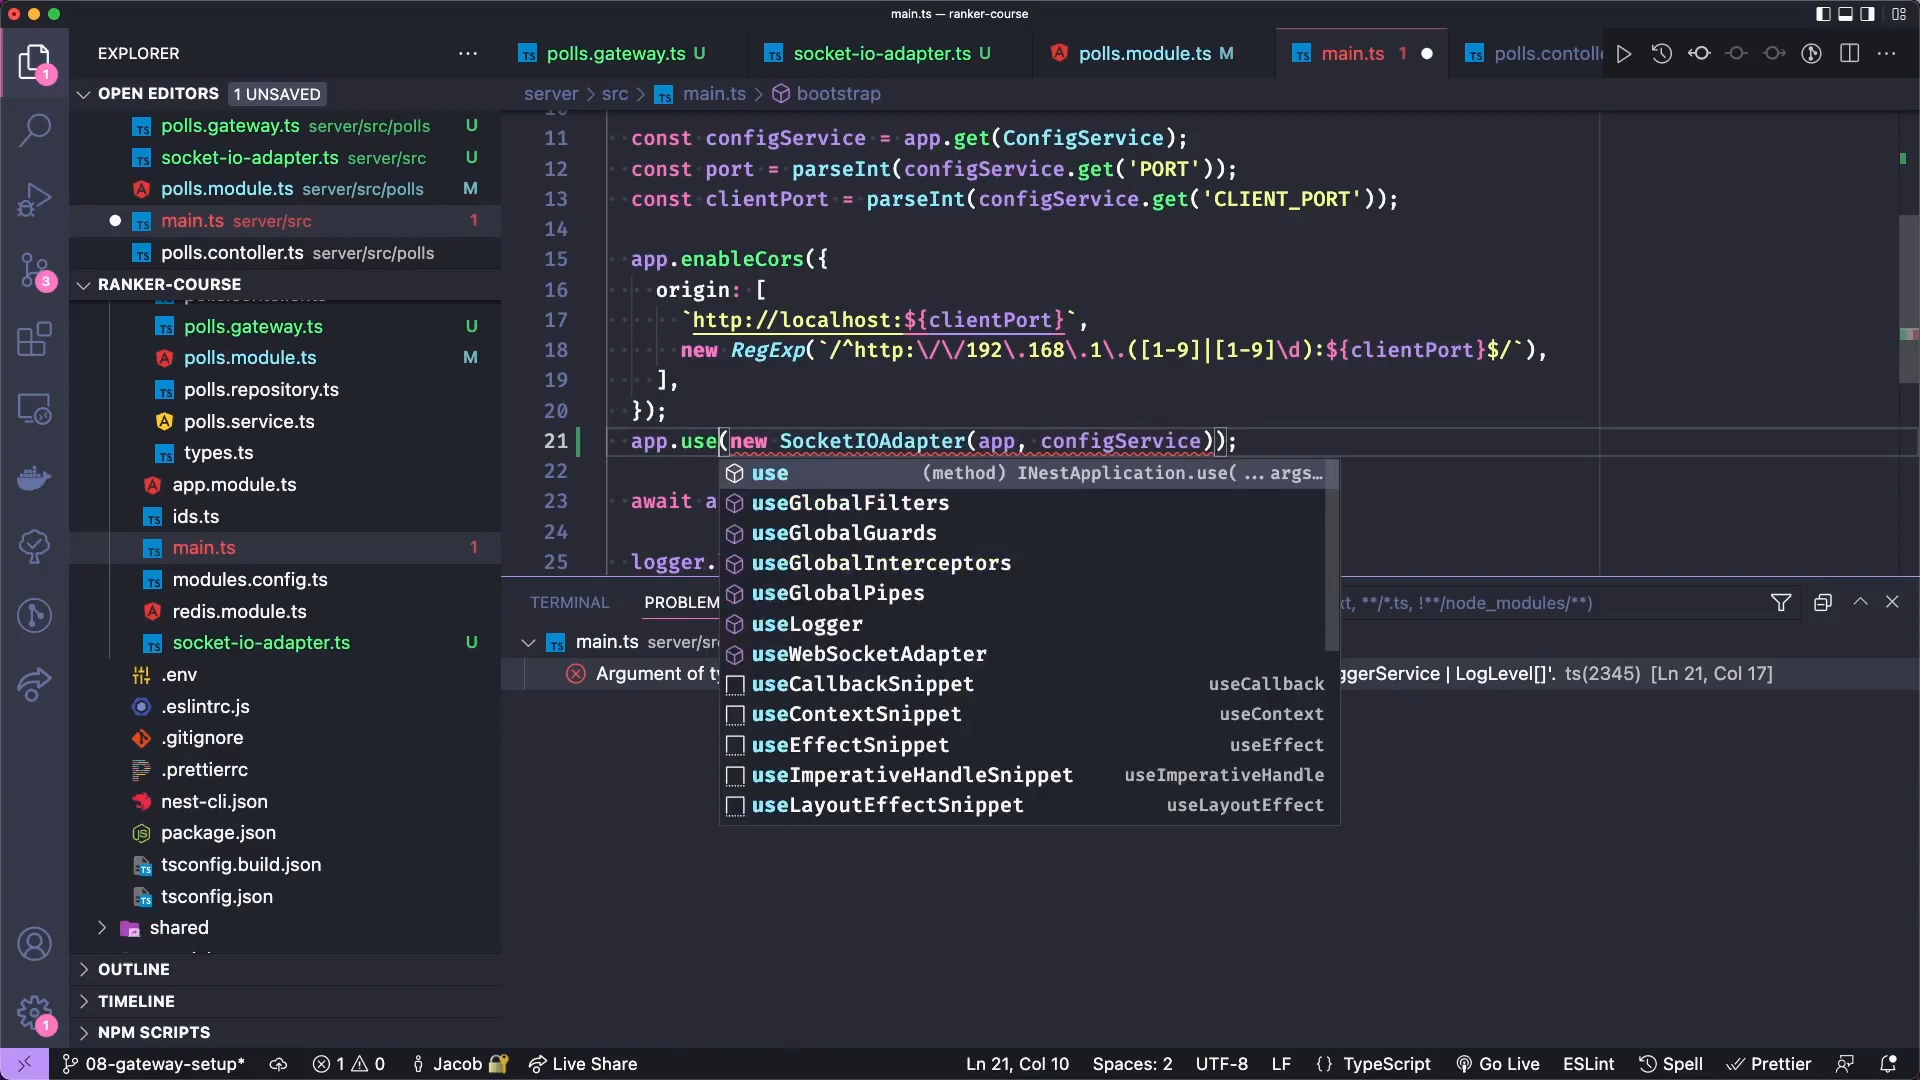 main.ts — ranker-course
EXPLORER
OPEN EDITORS 1 UNSAVED
polls.gateway.ts server/src/polls U
socket-io-adapter.ts server/src U
polls.module.ts server/src/polls M
main.ts server/src 1
polls.contoller.ts server/src/polls
RANKER-COURSE
polls.gateway.ts U
polls.module.ts M
polls.repository.ts
polls.service.ts
types.ts
app.module.ts
ids.ts
main.ts 1
modules.config.ts
redis.module.ts
socket-io-adapter.ts U
.env
.eslintrc.js
.gitignore
.prettierrc
nest-cli.json
package.json
tsconfig.build.json
tsconfig.json
shared
OUTLINE
TIMELINE
NPM SCRIPTS
polls.gateway.ts U
socket-io-adapter.ts U
polls.module.ts M
main.ts 1
polls.contolle
server > src > main.ts > bootstrap
11 const configService = app.get(ConfigService);
12 const port = parseInt(configService.get('PORT'));
13 const clientPort = parseInt(configService.get('CLIENT_PORT'));
14
15 app.enableCors({
16 origin: [
17 `http://localhost:${clientPort}`,
18 new RegExp(`/^http:\/\/192\.168\.1\.([1-9]|[1-9]\d):${clientPort}$/`),
19 ],
20 });
21 app.use(new SocketIOAdapter(app, configService));
22
23 await a
24
25 logger.
use (method) INestApplication.use(...args…
useGlobalFilters
useGlobalGuards
useGlobalInterceptors
useGlobalPipes
useLogger
useWebSocketAdapter
useCallbackSnippet useCallback
useContextSnippet useContext
useEffectSnippet useEffect
useImperativeHandleSnippet useImperativeHandle
useLayoutEffectSnippet useLayoutEffect
TERMINAL PROBLEM xt, **/*.ts, !**/node_modules/**)
main.ts server/sr
Argument of ty ggerService | LogLevel[]'. ts(2345) [Ln 21, Col 17]
08-gateway-setup* 1 0 Jacob Live Share Ln 21, Col 10 Spaces: 2 UTF-8 LF {} TypeScript Go Live ESLint Spell Prettier
1
3
1